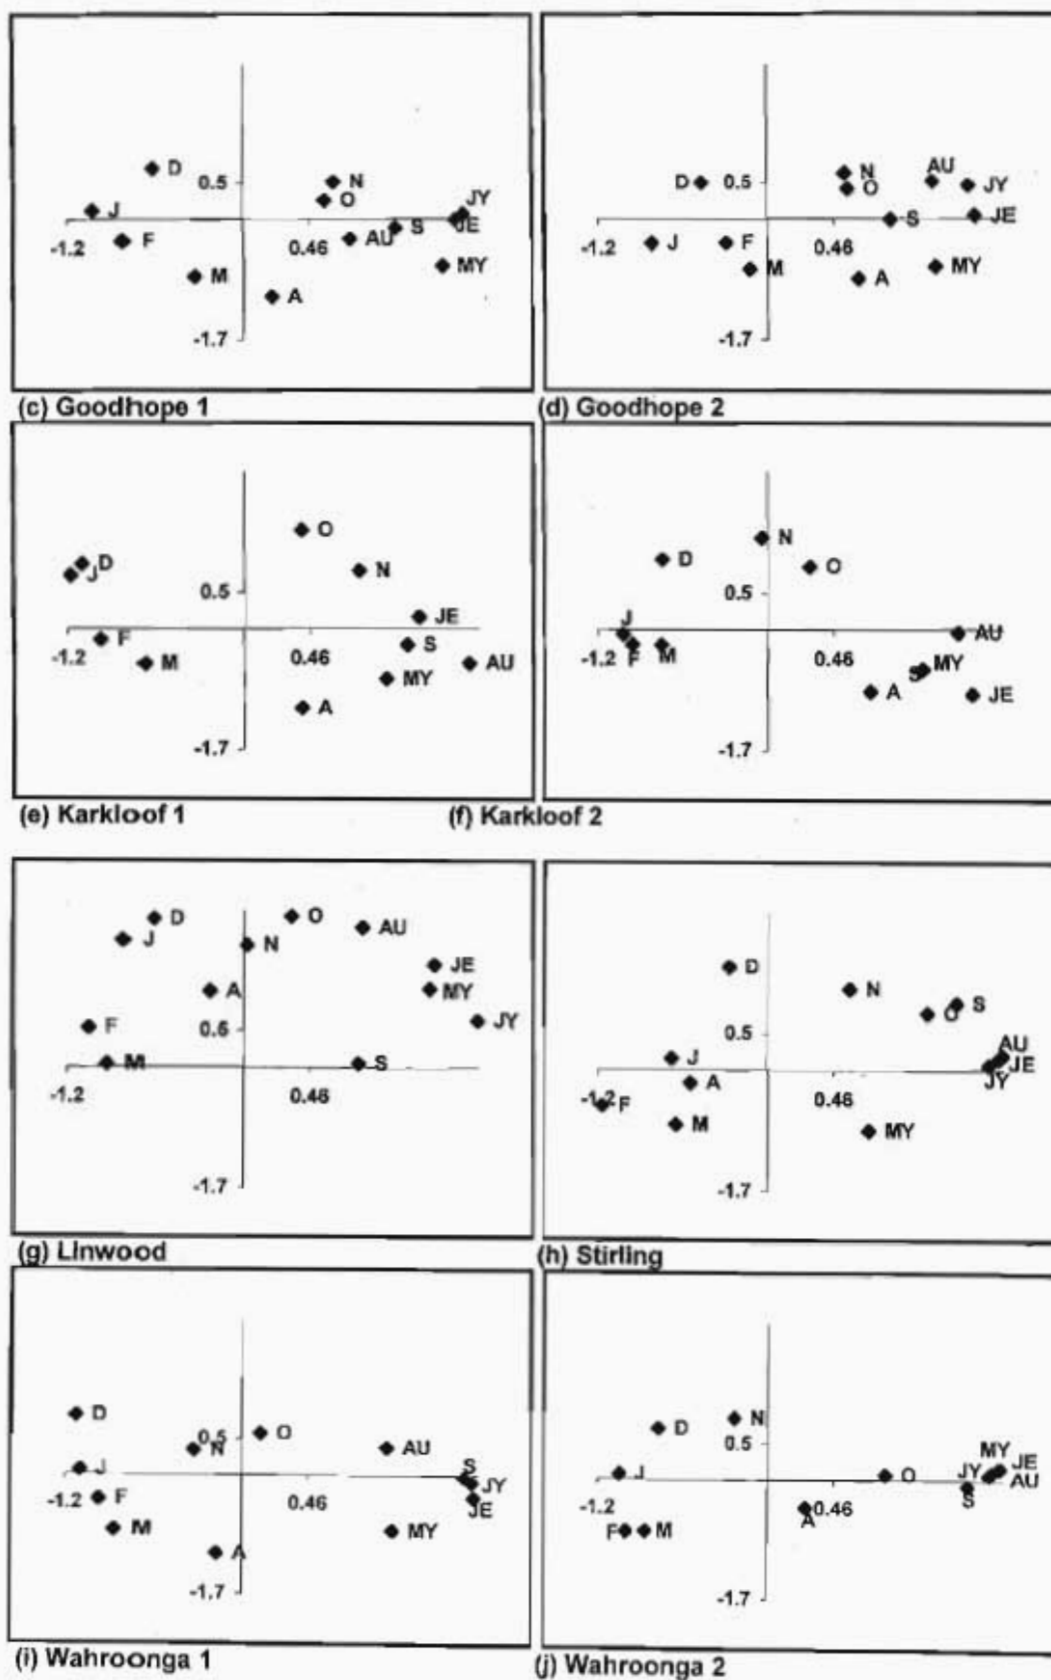 D
N
J
O
JY
-1.2
F
0.5
0.46
AU
S
JE
M
A
MY
-1.7
D
0.5
N
O
AU
JY
S
JE
-1.2
J
F
M
0.46
A
MY
-1.7
(c) Goodhope 1
(d) Goodhope 2
O
D
J
N
0.5
JE
-1.2
F
M
0.46
S
AU
MY
A
-1.7
N
D
O
0.5
J
AU
-1.2
F
M
0.46
S
MY
A
JE
-1.7
(e) Karkloof 1
(f) Karkloof 2
D
O
AU
J
N
JE
A
MY
F
0.5
JY
M
S
-1.2
0.46
-1.7
D
N
S
O
0.5
AU
J
JE
A
JY
-1.2
F
0.46
M
MY
-1.7
(g) Linwood
(h) Stirling
D
0.5
N
O
AU
J
S
-1.2
F
0.46
JY
JE
M
A
MY
-1.7
D
N
0.5
MY
J
O
JY
JE
AU
-1.2
0.46
S
F
M
A
-1.7
(i) Wahroonga 1
(j) Wahroonga 2